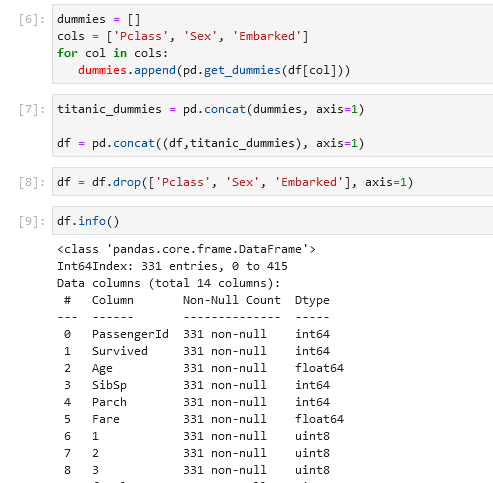 [6]: dummies = []
cols = ['Pclass', 'Sex', 'Embarked']
for col in cols:
   dummies.append(pd.get_dummies(df[col]))
[7]: titanic_dummies = pd.concat(dummies, axis=1)
df = pd.concat((df,titanic_dummies), axis=1)
[8]: df = df.drop(['Pclass', 'Sex', 'Embarked'], axis=1)
[9]: df.info()
<class 'pandas.core.frame.DataFrame'>
Int64Index: 331 entries, 0 to 415
Data columns (total 14 columns):
 #   Column       Non-Null Count  Dtype
---  ------       --------------  -----
 0   PassengerId  331 non-null    int64
 1   Survived     331 non-null    int64
 2   Age          331 non-null    float64
 3   SibSp        331 non-null    int64
 4   Parch        331 non-null    int64
 5   Fare         331 non-null    float64
 6   1            331 non-null    uint8
 7   2            331 non-null    uint8
 8   3            331 non-null    uint8